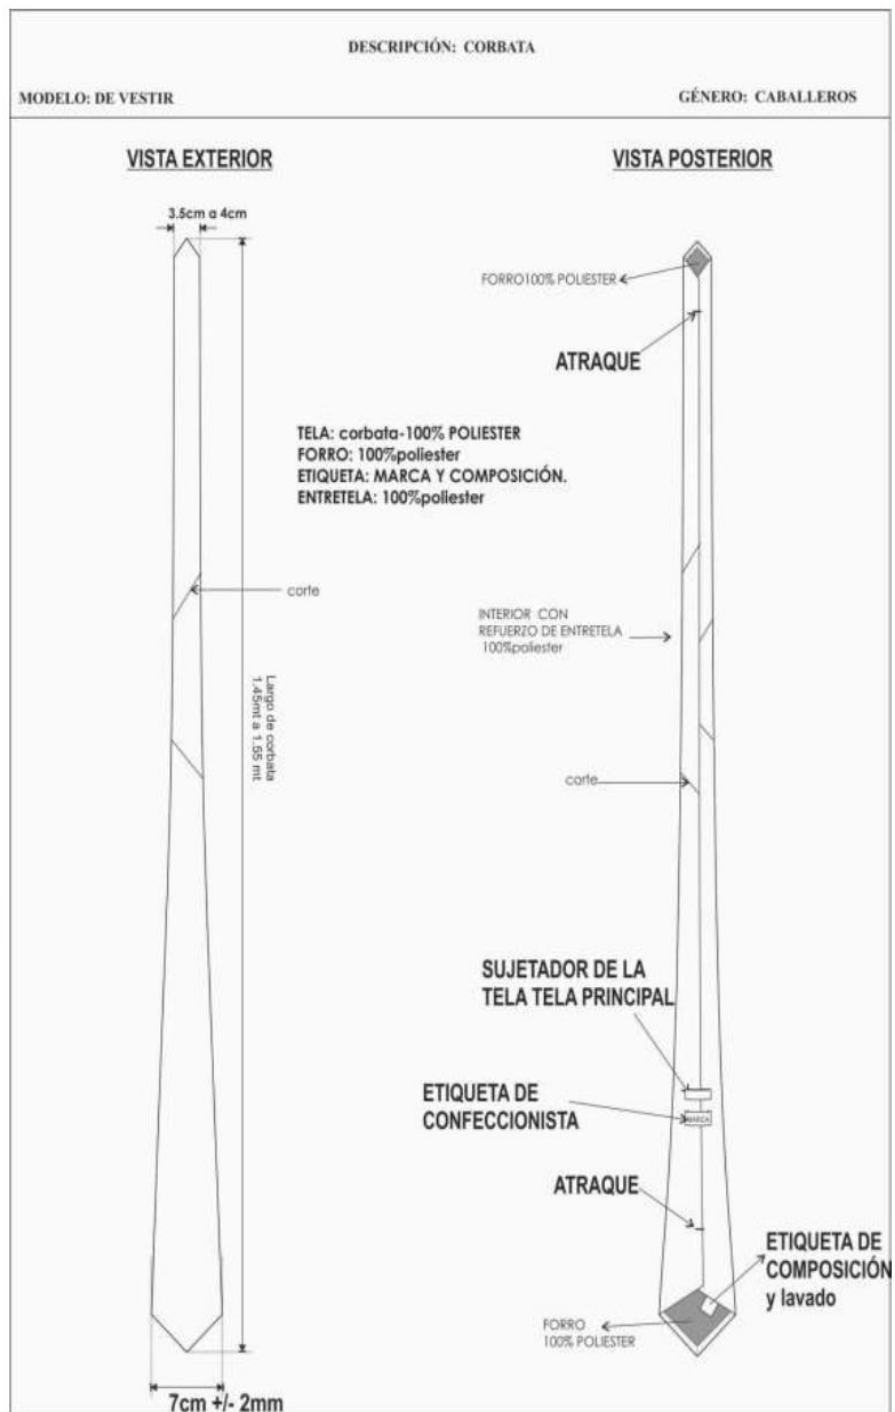 DESCRIPCIÓN: CORBATA
MODELO: DE VESTIR
GÉNERO: CABALLEROS
VISTA EXTERIOR
VISTA POSTERIOR
3.5cm a 4cm
FORRO100% POLIESTER
ATRAQUE
TELA: corbata-100% POLIESTER
FORRO: 100%poliester
ETIQUETA: MARCA Y COMPOSICIÓN.
ENTRETELA: 100%poliester
corte
INTERIOR CON
REFUERZO DE ENTRETELA
100%poliester
Largo de corbata
1.45mt a 1.55 mt
corte
SUJETADOR DE LA
TELA TELA PRINCIPAL
ETIQUETA DE
CONFECCIONISTA
MARCA
ATRAQUE
ETIQUETA DE
COMPOSICIÓN
y lavado
FORRO
100% POLIESTER
7cm +/- 2mm